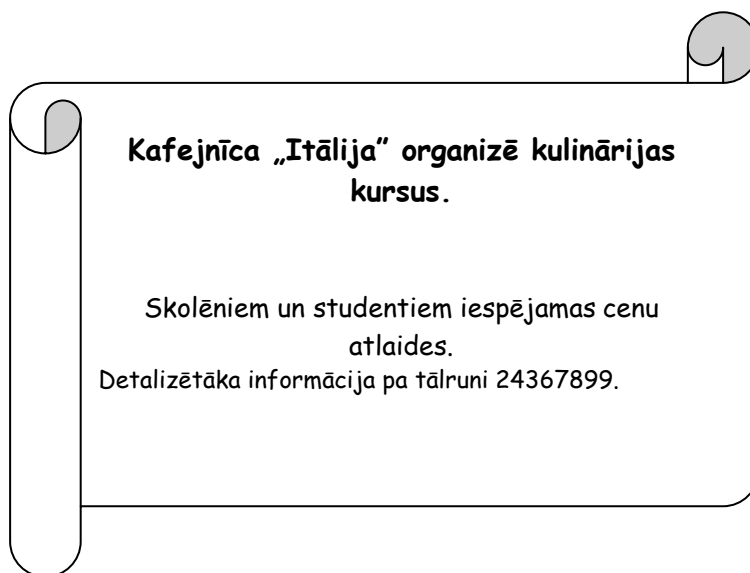 Kafejnīca „Itālija” organizē kulinārijas
kursus.
Skolēniem un studentiem iespējamas cenu
atlaides.
Detalizētāka informācija pa tālruni 24367899.